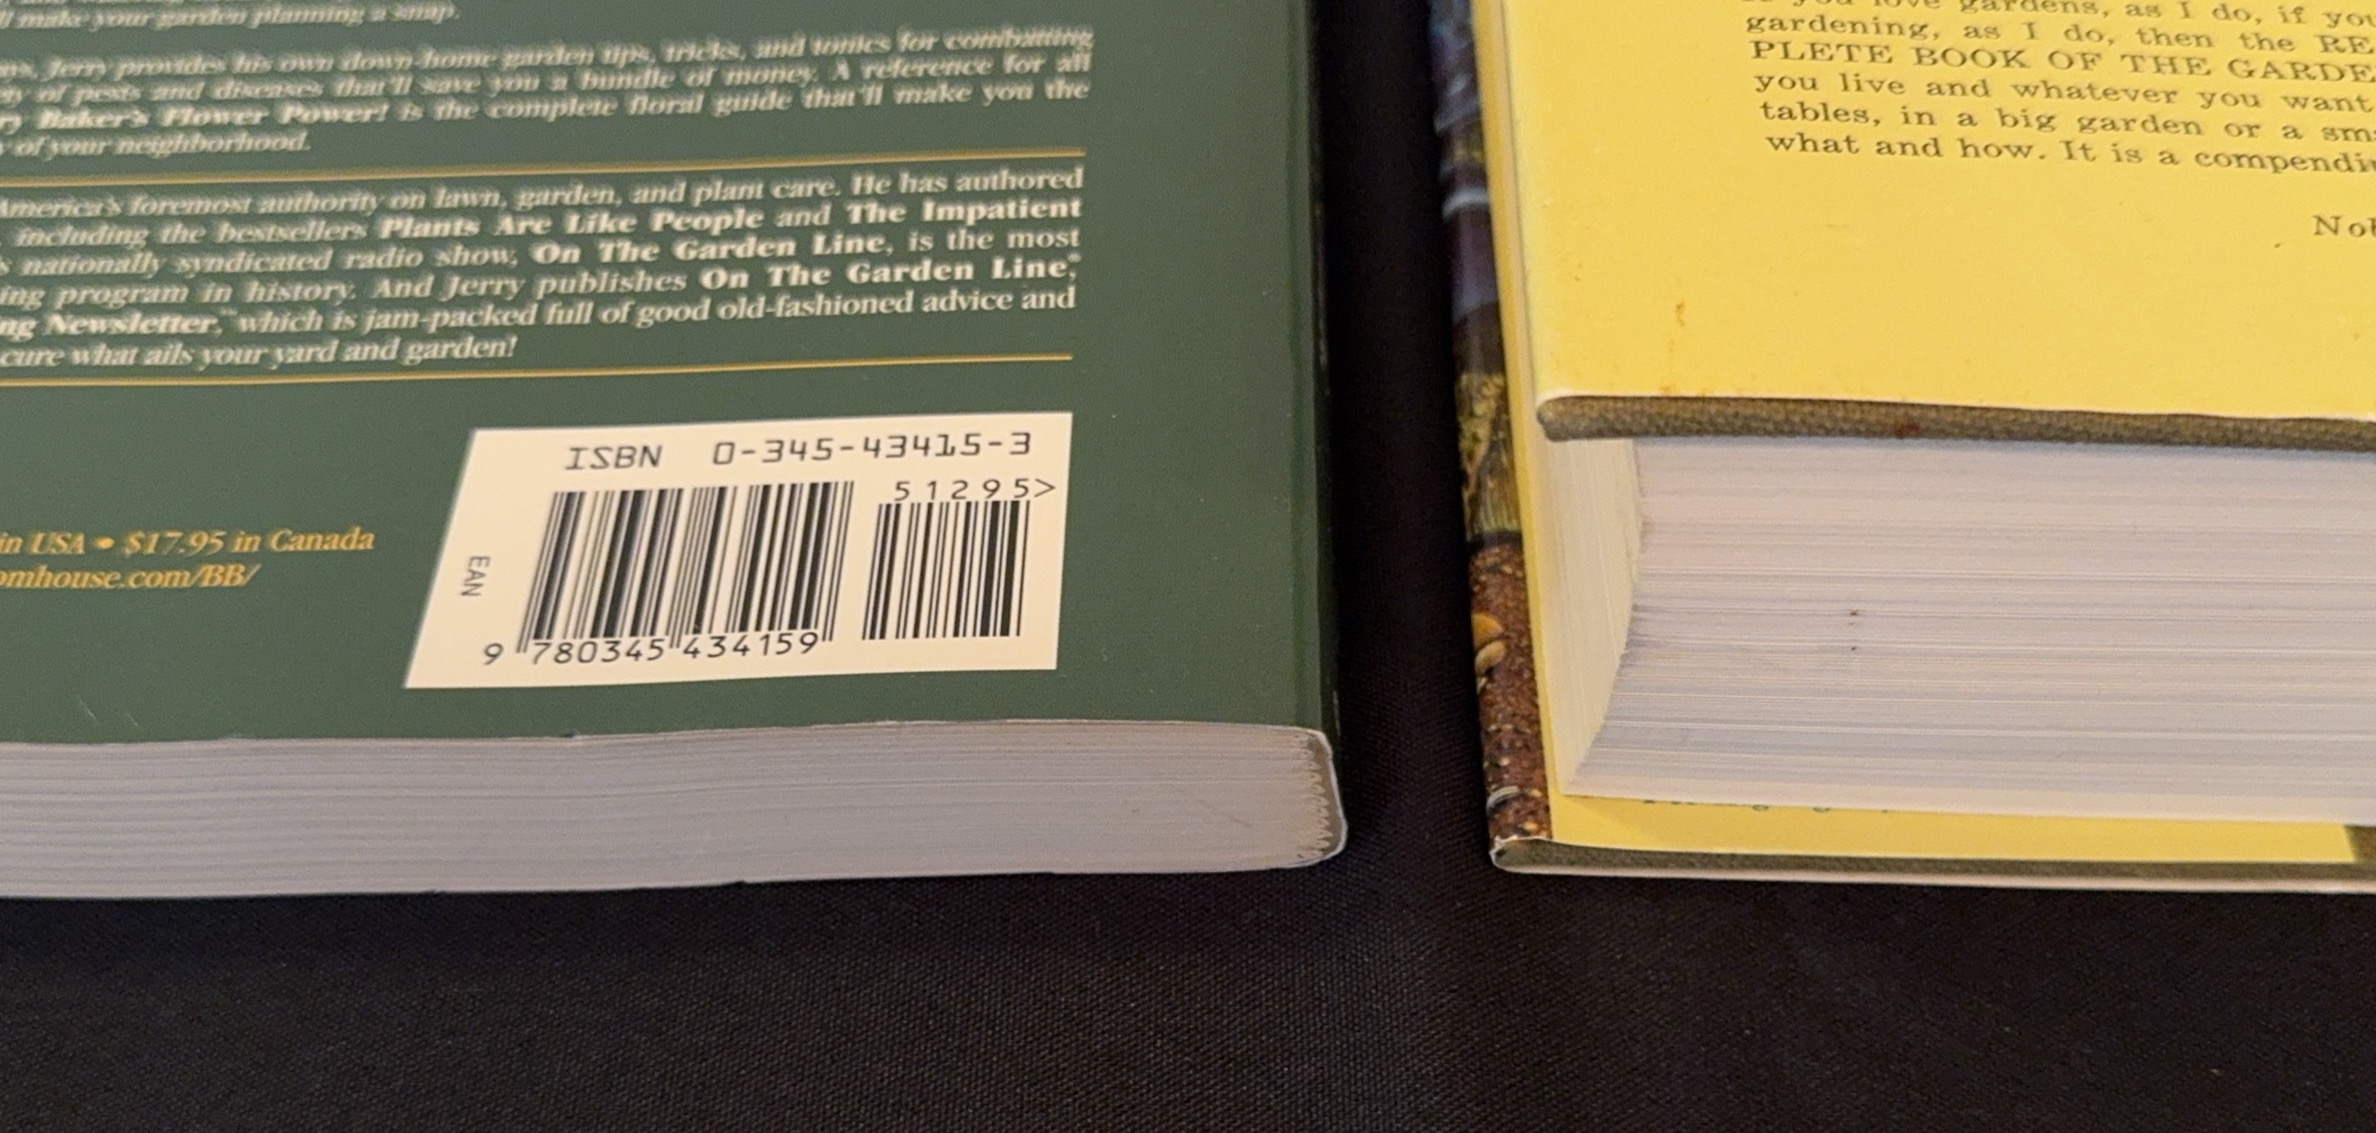 make your garden planning a snap.
Jerry provides his own down-home garden tips, tricks, and tonics for combatting
of pests and diseases that'll save you a bundle of money. A reference for all
Baker's Flower Power! is the complete floral guide that'll make you the
of your neighborhood.
America's foremost authority on lawn, garden, and plant care. He has authored
including the bestsellers Plants Are Like People and The Impatient
nationally syndicated radio show, On The Garden Line, is the most
ing program in history. And Jerry publishes On The Garden Line,®
ng Newsletter,™ which is jam-packed full of good old-fashioned advice and
cure what ails your yard and garden!
ISBN 0-345-43415-3
51295>
EAN
9 780345 434159
in USA • $17.95 in Canada
omhouse.com/BB/
you love gardens, as I do, if you
gardening, as I do, then the RE
PLETE BOOK OF THE GARDE
you live and whatever you want
tables, in a big garden or a sm
what and how. It is a compendi
No